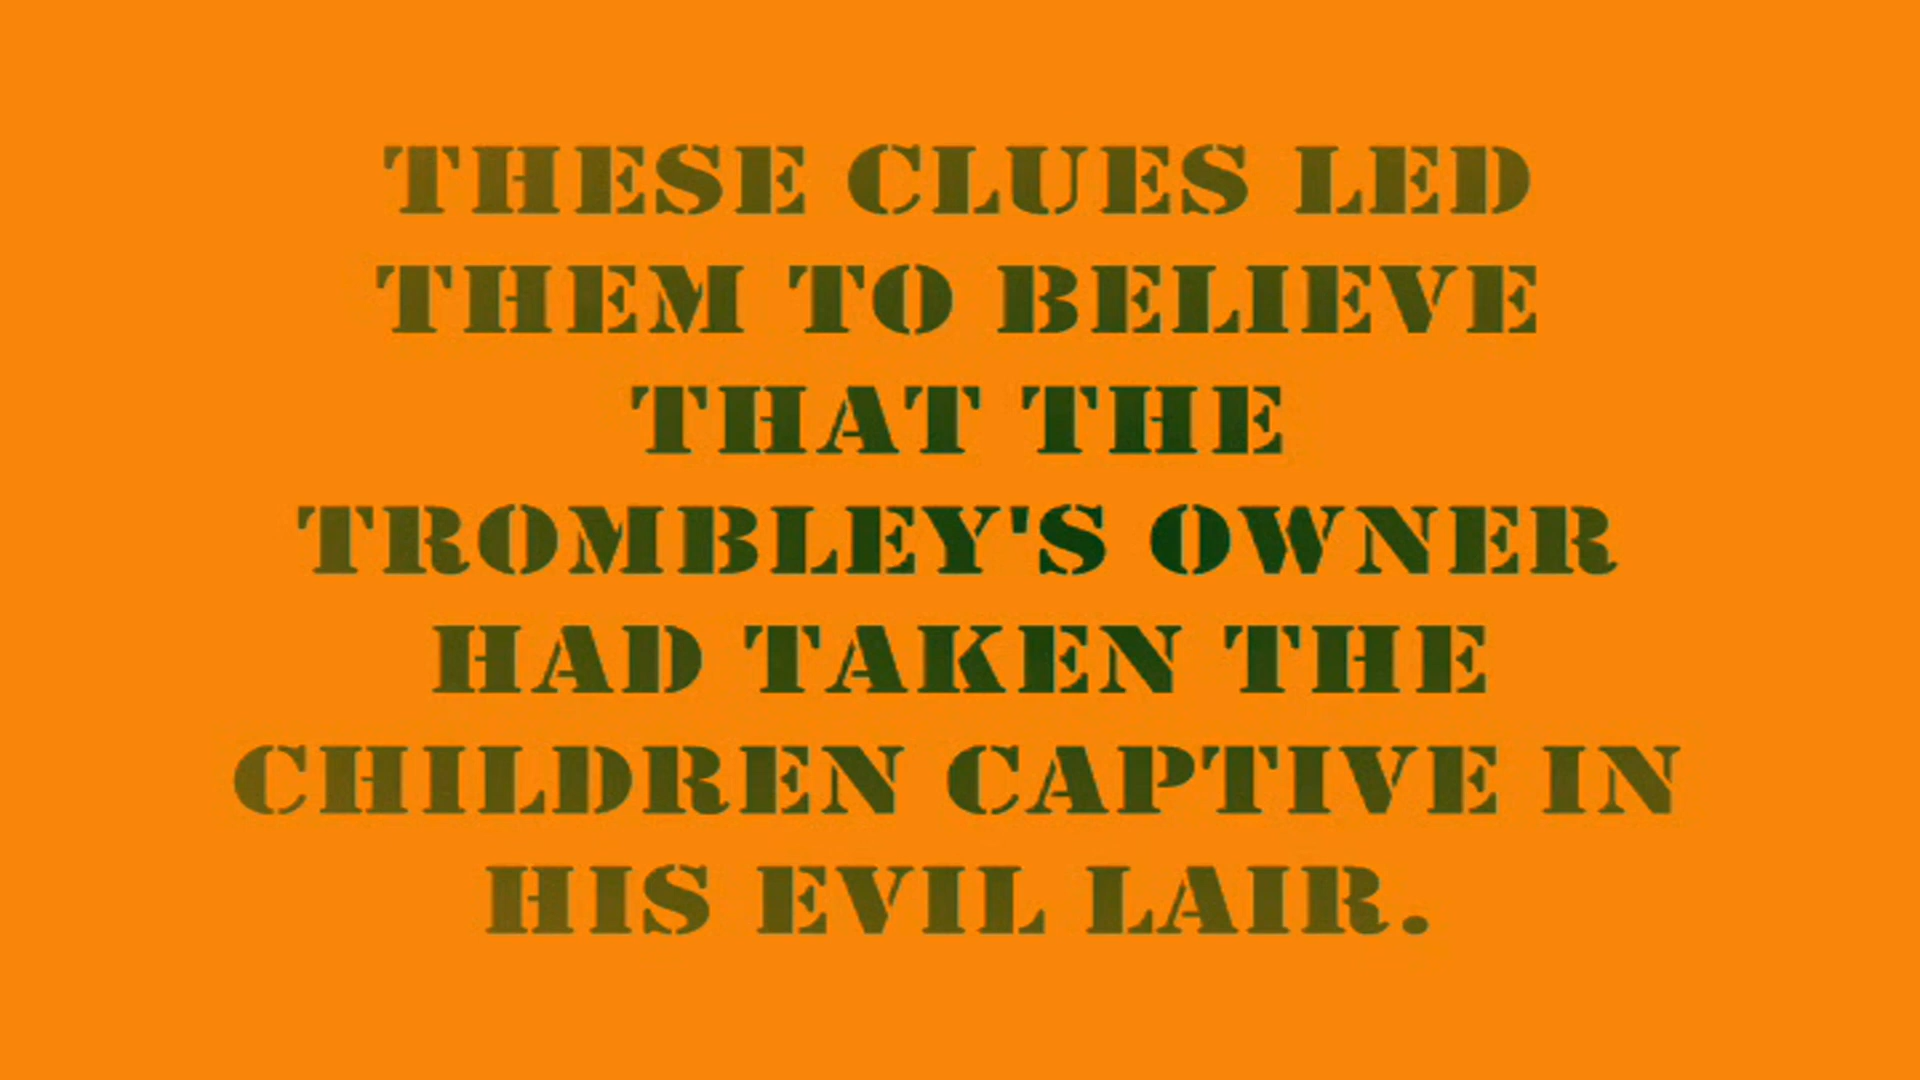 THESE CLUES LED
THEM TO BELIEVE
THAT THE
TROMBLEY'S OWNER
HAD TAKEN THE
CHILDREN CAPTIVE IN
HIS EVIL LAIR.